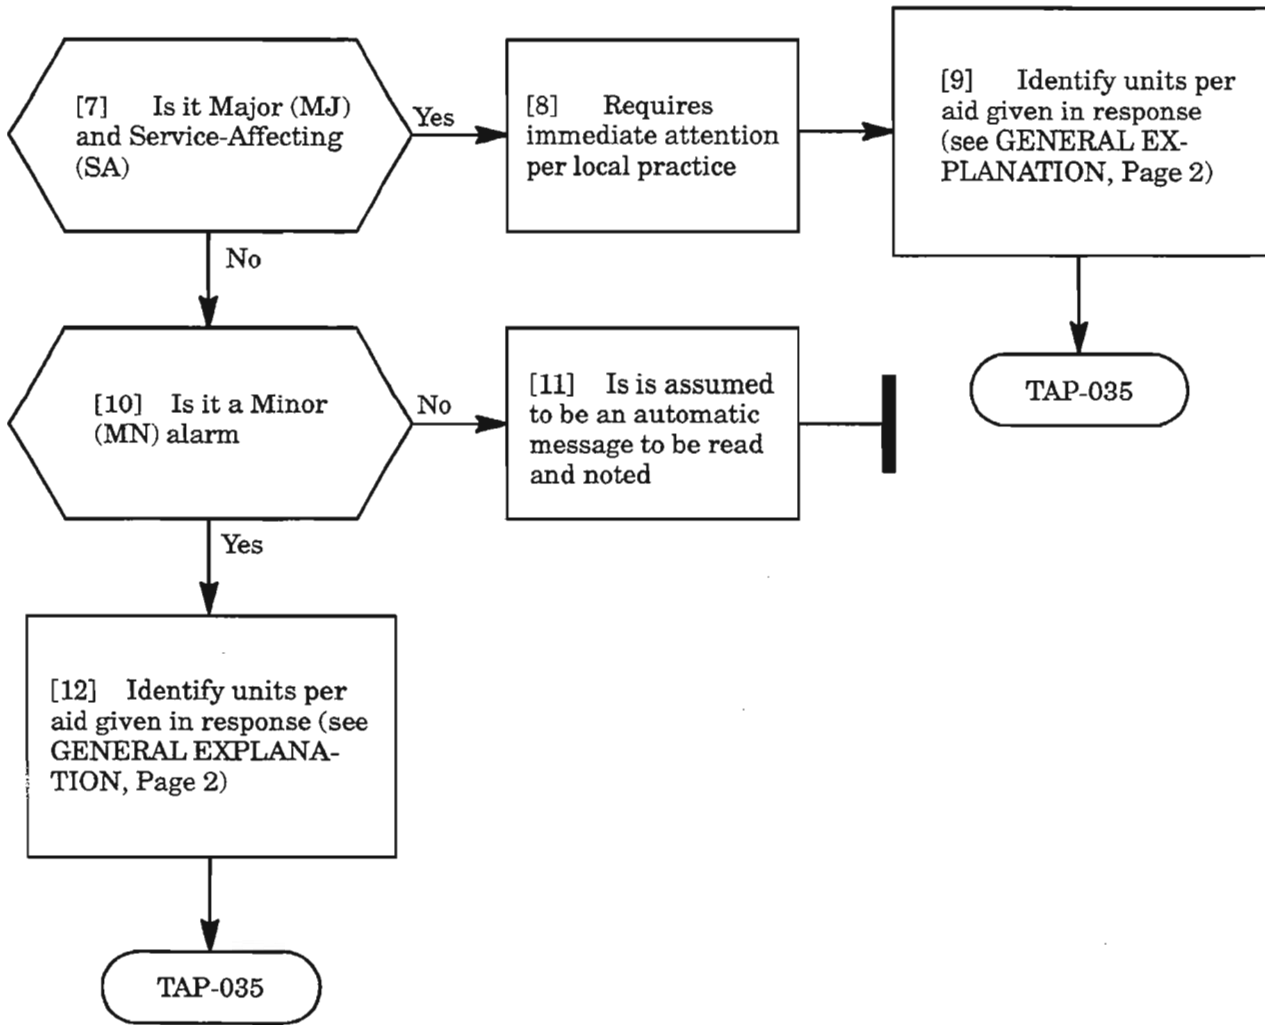 [7] Is it Major (MJ)
and Service-Affecting
(SA)
Yes
[8] Requires
immediate attention
per local practice
[9] Identify units per
aid given in response
(see GENERAL EX-
PLANATION, Page 2)
No
TAP-035
[10] Is it a Minor
(MN) alarm
No
[11] Is is assumed
to be an automatic
message to be read
and noted
Yes
[12] Identify units per
aid given in response (see
GENERAL EXPLANA-
TION, Page 2)
TAP-035